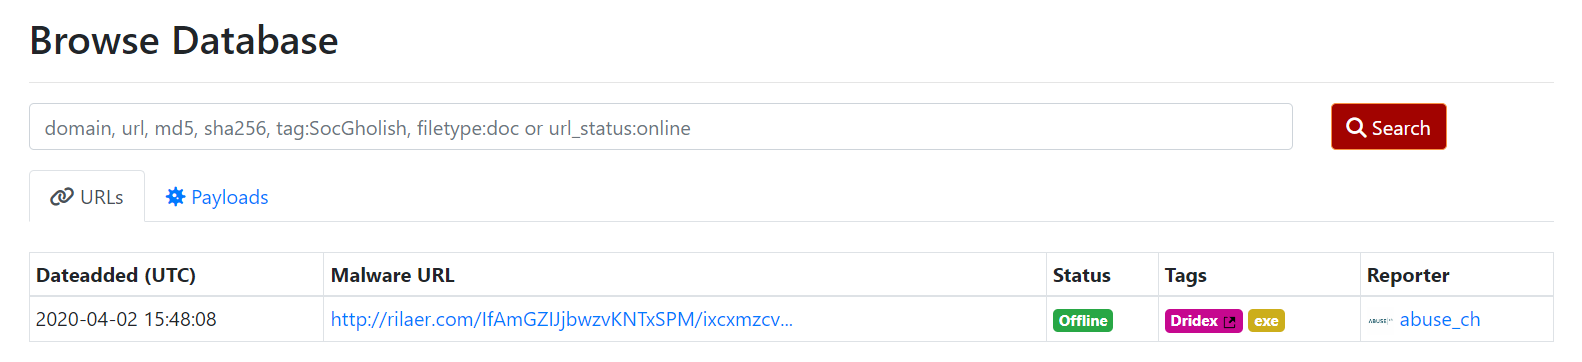 Browse Database
domain, url, md5, sha256, tag:SocGholish, filetype:doc or url_status:online
Search
URLs
Payloads
Dateadded (UTC) Malware URL Status Tags Reporter
2020-04-02 15:48:08 http://rilaer.com/IfAmGZIJjbwzvKNTxSPM/ixcxmzcv... Offline Dridex exe abuse_ch